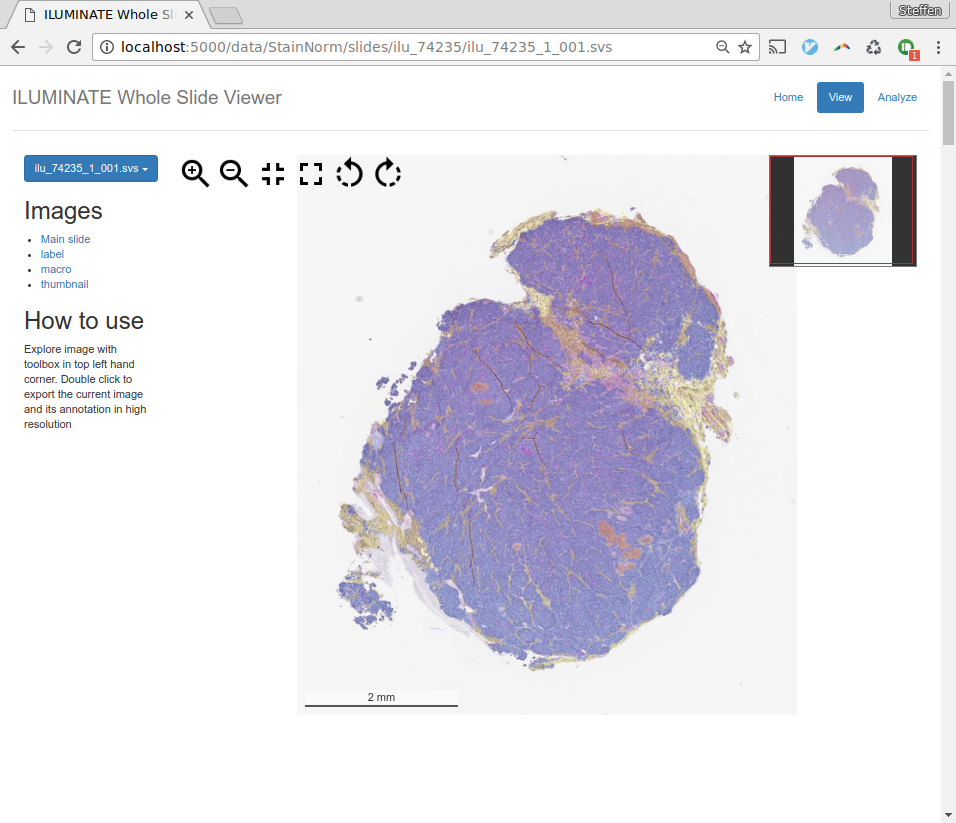 ILUMINATE Whole Sl
Steffen
localhost:5000/data/StainNorm/slides/ilu_74235/ilu_74235_1_001.svs
1
ILUMINATE Whole Slide Viewer
Home
View
Analyze
ilu_74235_1_001.svs
Images
Main slide
label
macro
thumbnail
How to use
Explore image with
toolbox in top left hand
corner. Double click to
export the current image
and its annotation in high
resolution
2 mm